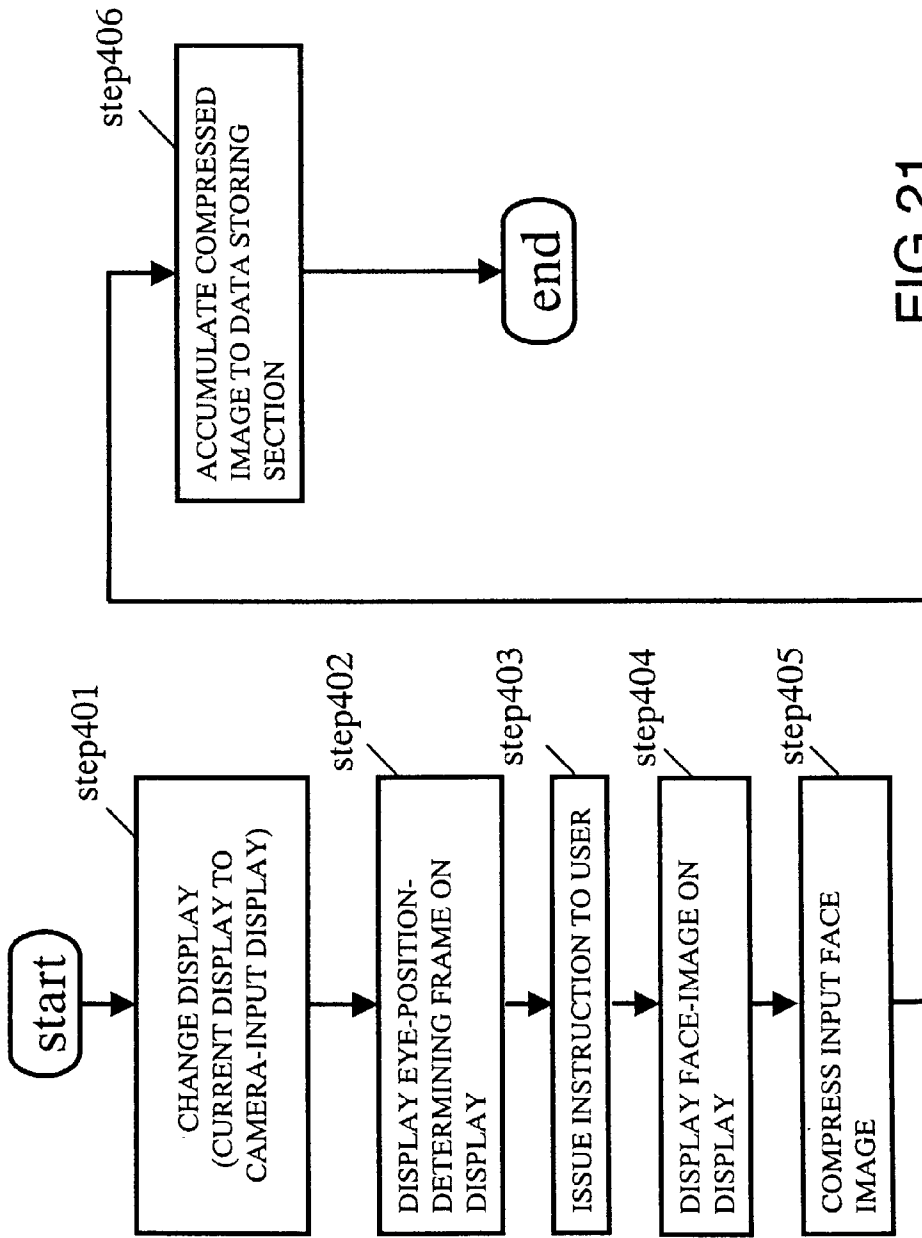 start
step401
CHANGE DISPLAY
(CURRENT DISPLAY TO
CAMERA-INPUT DISPLAY)
step402
DISPLAY EYE-POSITION-
DETERMINING FRAME ON
DISPLAY
step403
ISSUE INSTRUCTION TO USER
step404
DISPLAY FACE-IMAGE ON
DISPLAY
step405
COMPRESS INPUT FACE
IMAGE
step406
ACCUMULATE COMPRESSED
IMAGE TO DATA STORING
SECTION
end
FIG.21